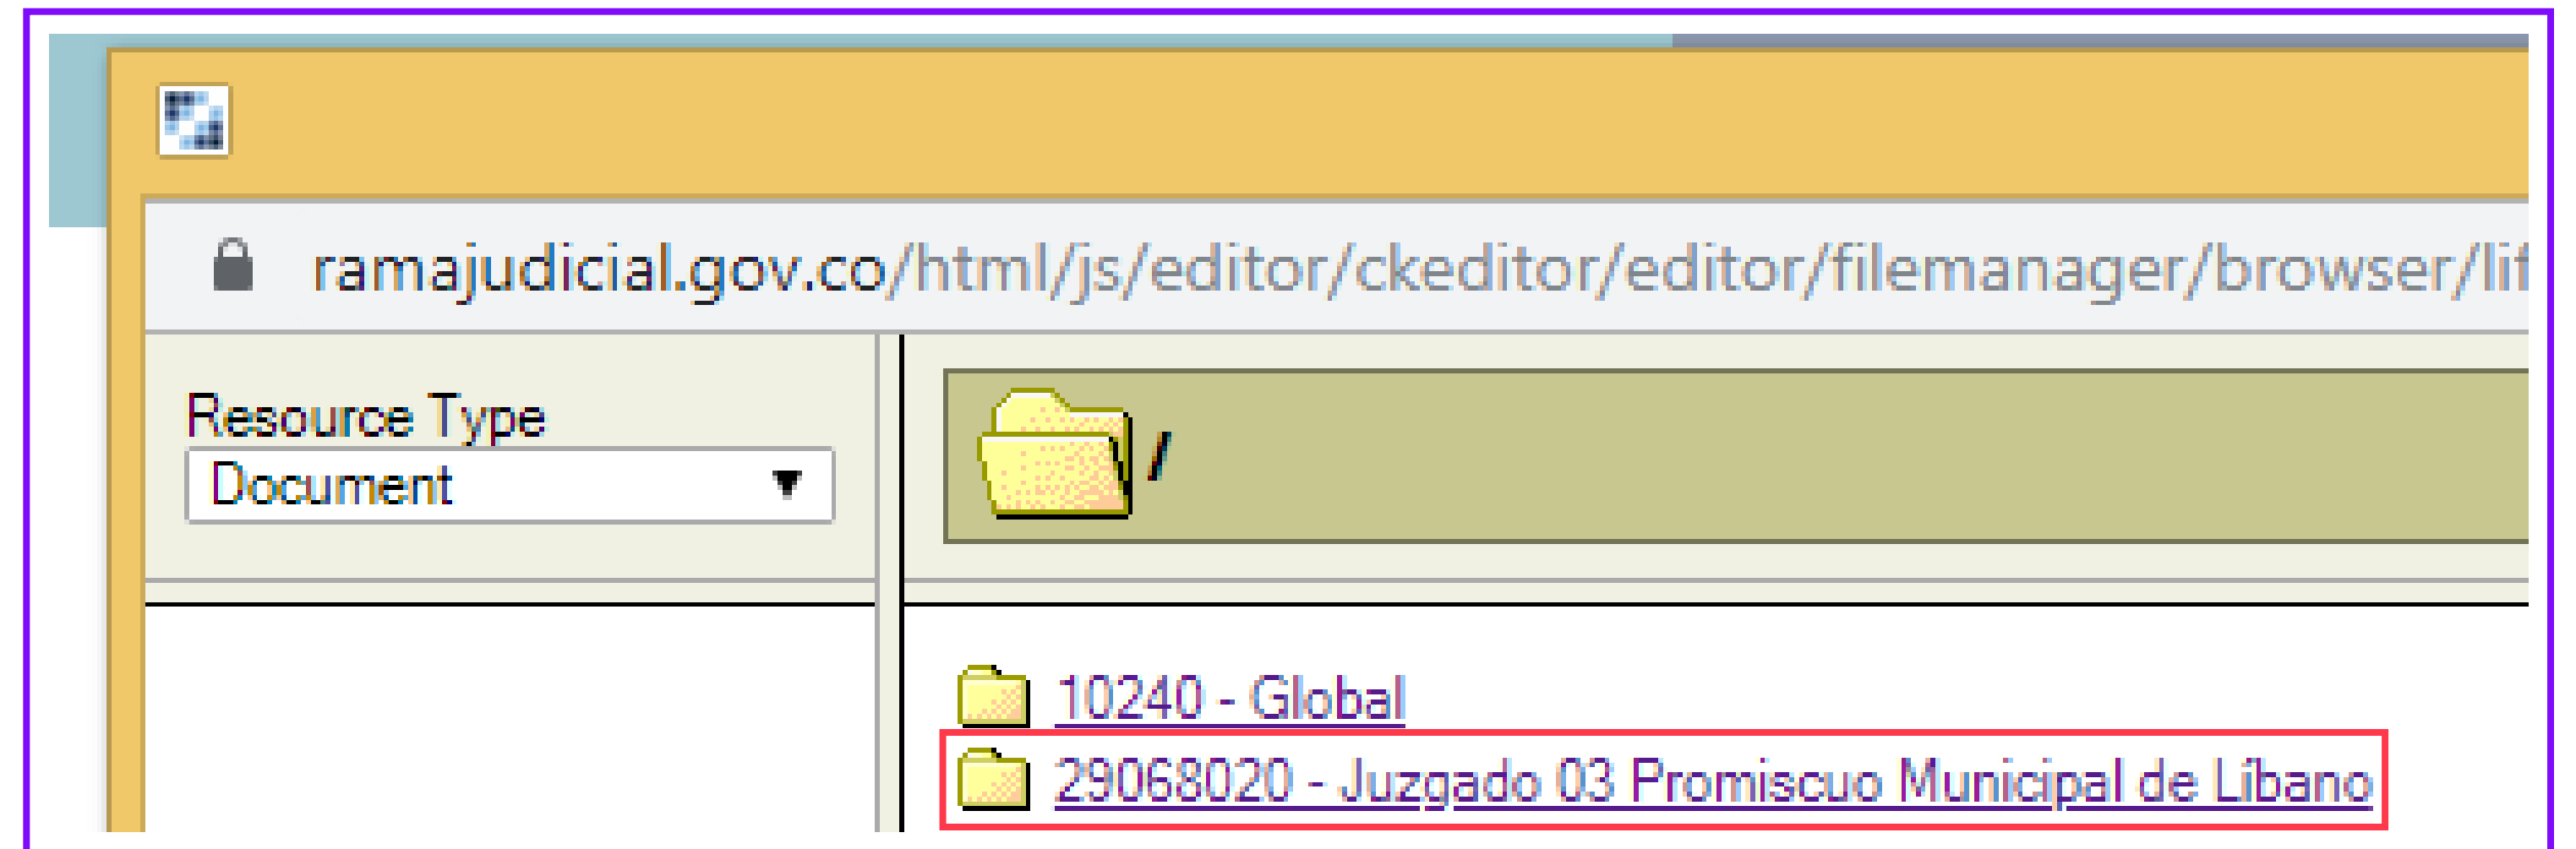 ramajudicial.gov.co/html/js/editor/ckeditor/editor/filemanager/browser/lif
Resource Type
Document
/
10240 - Global
29068020 - Juzgado 03 Promiscuo Municipal de Líbano